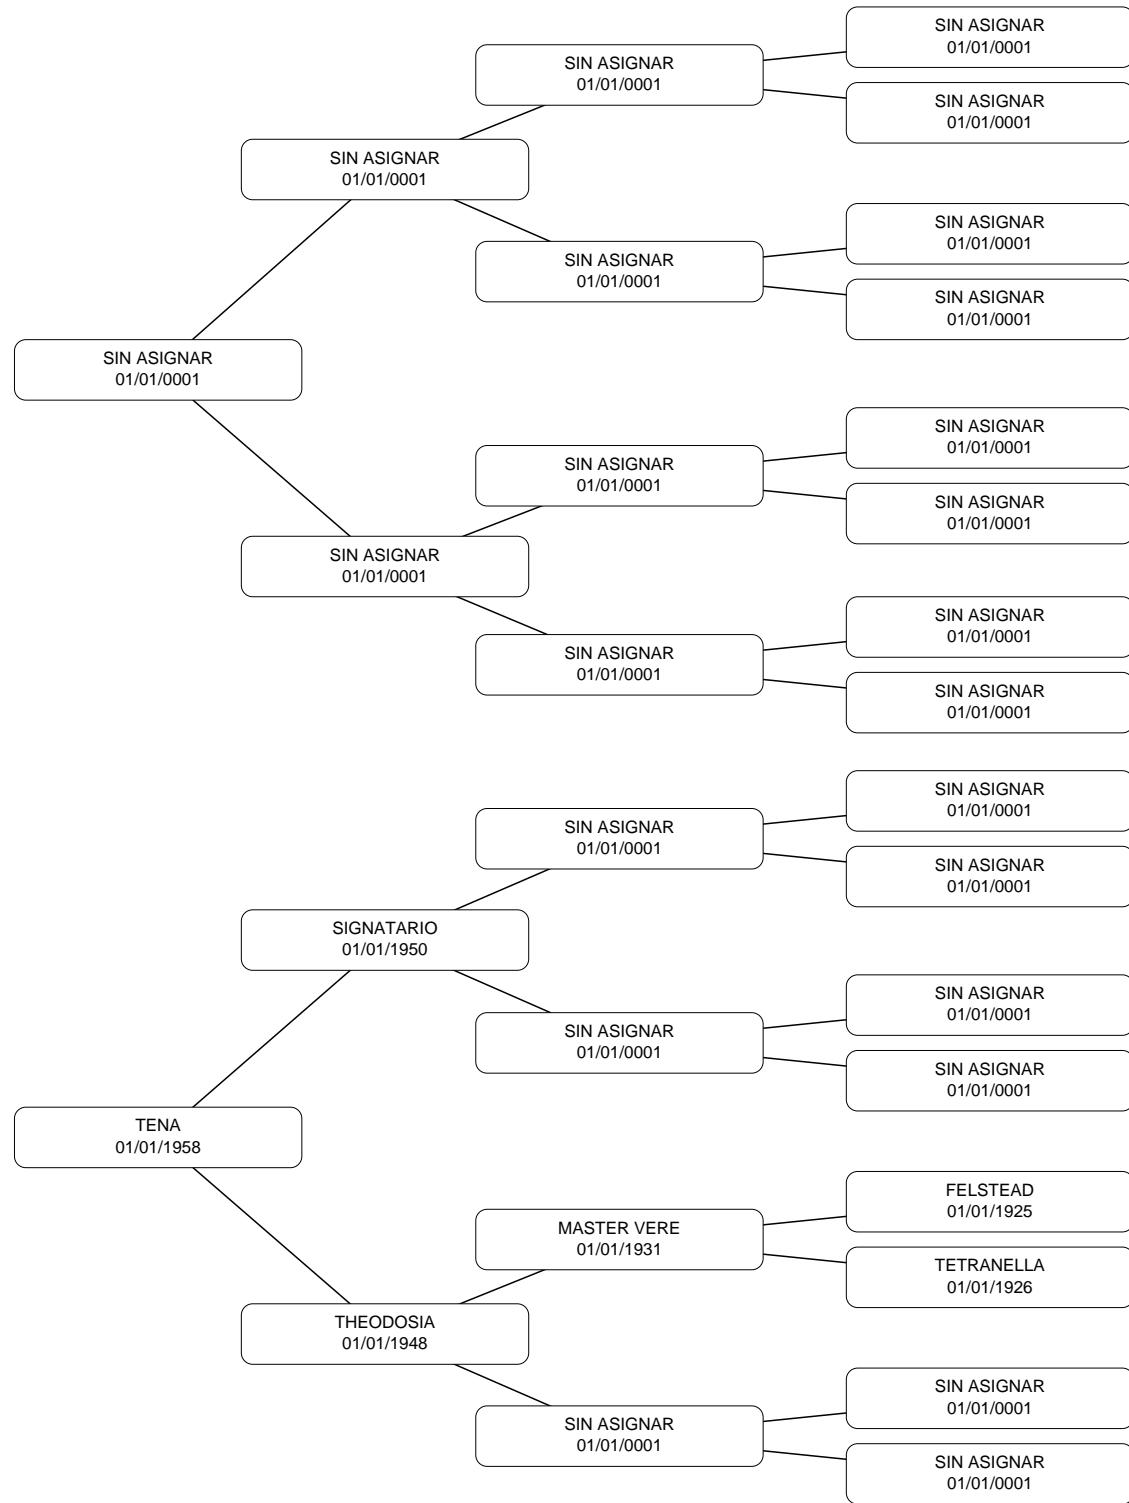 SIN ASIGNAR
01/01/0001
SIN ASIGNAR
01/01/0001
SIN ASIGNAR
01/01/0001
SIN ASIGNAR
01/01/0001
SIN ASIGNAR
01/01/0001
SIN ASIGNAR
01/01/0001
SIN ASIGNAR
01/01/0001
SIN ASIGNAR
01/01/0001
SIN ASIGNAR
01/01/0001
SIN ASIGNAR
01/01/0001
SIN ASIGNAR
01/01/0001
SIN ASIGNAR
01/01/0001
SIN ASIGNAR
01/01/0001
SIN ASIGNAR
01/01/0001
SIN ASIGNAR
01/01/0001
SIN ASIGNAR
01/01/0001
SIN ASIGNAR
01/01/0001
SIN ASIGNAR
01/01/0001
SIGNATARIO
01/01/1950
SIN ASIGNAR
01/01/0001
SIN ASIGNAR
01/01/0001
SIN ASIGNAR
01/01/0001
TENA
01/01/1958
FELSTEAD
01/01/1925
MASTER VERE
01/01/1931
TETRANELLA
01/01/1926
THEODOSIA
01/01/1948
SIN ASIGNAR
01/01/0001
SIN ASIGNAR
01/01/0001
SIN ASIGNAR
01/01/0001